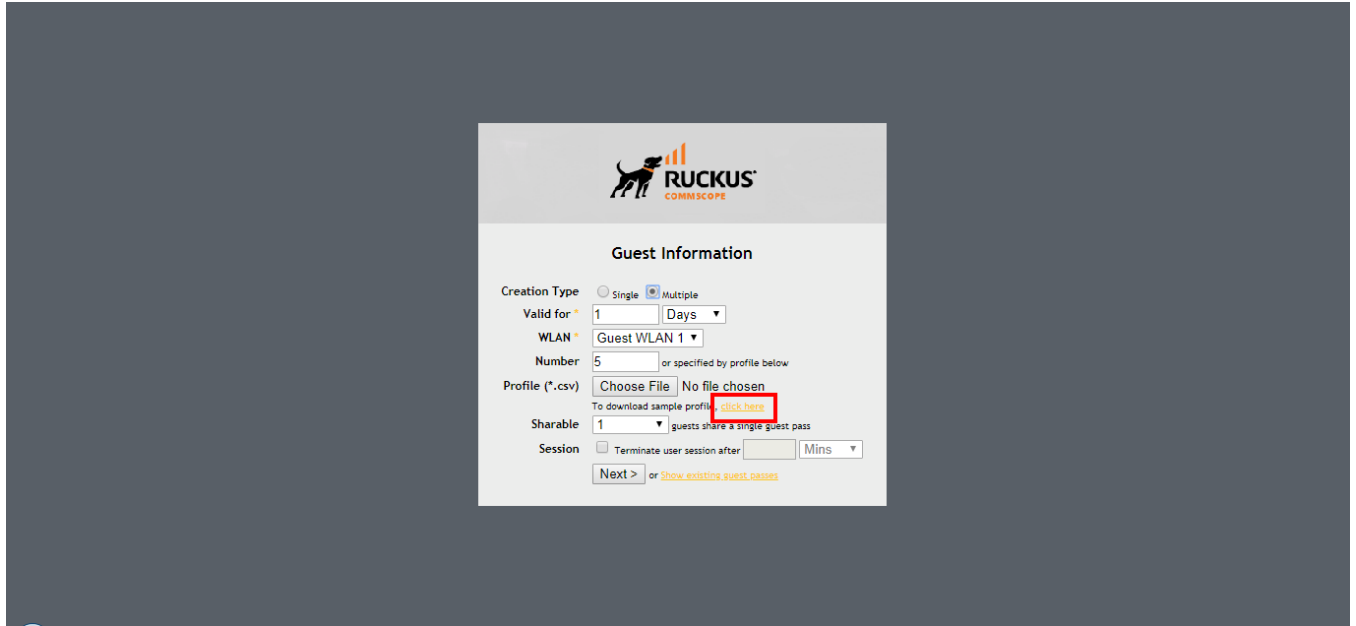 RUCKUS
COMMSCOPE
Guest Information
Creation Type Single Multiple
Valid for * 1 Days
WLAN * Guest WLAN 1
Number 5 or specified by profile below
Profile (*.csv) Choose File No file chosen
To download sample profile, click here
Sharable 1 guests share a single guest pass
Session Terminate user session after Mins
Next > or Show existing guest passes